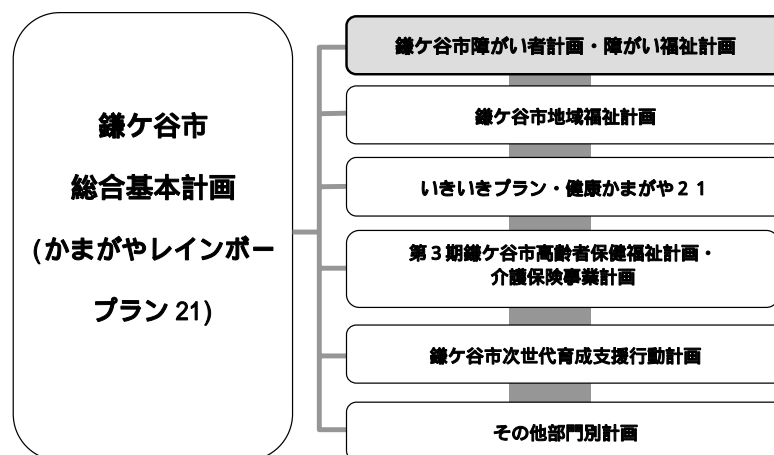 鎌ケ谷市
総合基本計画
(かまがやレインボー
プラン 21)
鎌ケ谷市障がい者計画・障がい福祉計画
鎌ケ谷市地域福祉計画
いきいきプラン・健康かまがや２１
第３期鎌ケ谷市高齢者保健福祉計画・
介護保険事業計画
鎌ケ谷市次世代育成支援行動計画
その他部門別計画